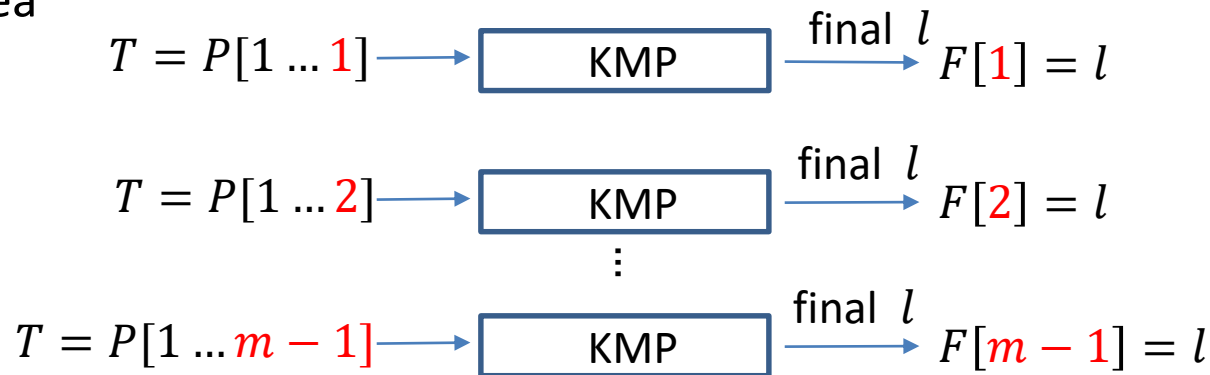 T = P[1 … 1] KMP final l F[1] = l
T = P[1 … 2] KMP final l F[2] = l
⋮
T = P[1 … m − 1] KMP final l F[m − 1] = l